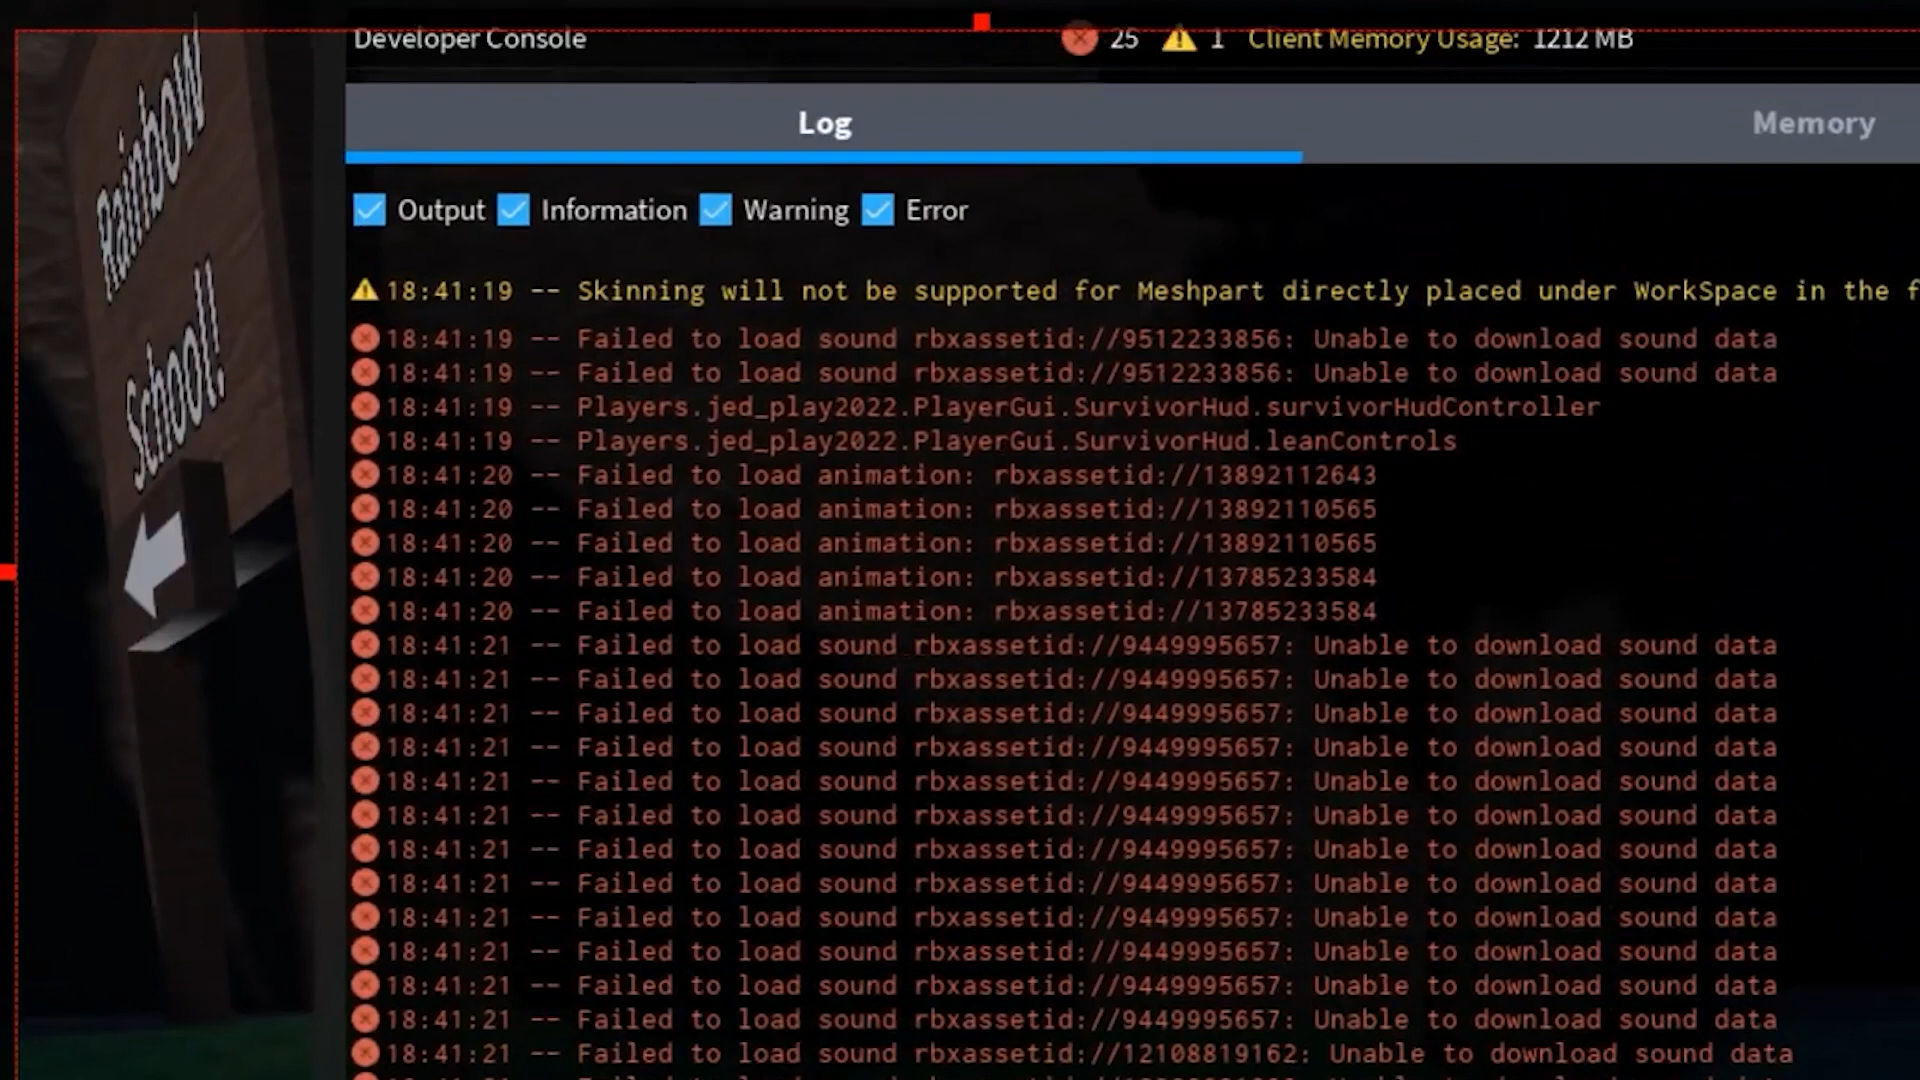 Developer Console 25 1 Client Memory Usage: 1212 MB
Log Memory
Output Information Warning Error
Rainbow
School!
18:41:19 -- Skinning will not be supported for Meshpart directly placed under WorkSpace in the f
18:41:19 -- Failed to load sound rbxassetid://9512233856: Unable to download sound data
18:41:19 -- Failed to load sound rbxassetid://9512233856: Unable to download sound data
18:41:19 -- Players.jed_play2022.PlayerGui.SurvivorHud.survivorHudController
18:41:19 -- Players.jed_play2022.PlayerGui.SurvivorHud.leanControls
18:41:20 -- Failed to load animation: rbxassetid://13892112643
18:41:20 -- Failed to load animation: rbxassetid://13892110565
18:41:20 -- Failed to load animation: rbxassetid://13892110565
18:41:20 -- Failed to load animation: rbxassetid://13785233584
18:41:20 -- Failed to load animation: rbxassetid://13785233584
18:41:21 -- Failed to load sound rbxassetid://9449995657: Unable to download sound data
18:41:21 -- Failed to load sound rbxassetid://9449995657: Unable to download sound data
18:41:21 -- Failed to load sound rbxassetid://9449995657: Unable to download sound data
18:41:21 -- Failed to load sound rbxassetid://9449995657: Unable to download sound data
18:41:21 -- Failed to load sound rbxassetid://9449995657: Unable to download sound data
18:41:21 -- Failed to load sound rbxassetid://9449995657: Unable to download sound data
18:41:21 -- Failed to load sound rbxassetid://9449995657: Unable to download sound data
18:41:21 -- Failed to load sound rbxassetid://9449995657: Unable to download sound data
18:41:21 -- Failed to load sound rbxassetid://9449995657: Unable to download sound data
18:41:21 -- Failed to load sound rbxassetid://9449995657: Unable to download sound data
18:41:21 -- Failed to load sound rbxassetid://9449995657: Unable to download sound data
18:41:21 -- Failed to load sound rbxassetid://9449995657: Unable to download sound data
18:41:21 -- Failed to load sound rbxassetid://12108819162: Unable to download sound data